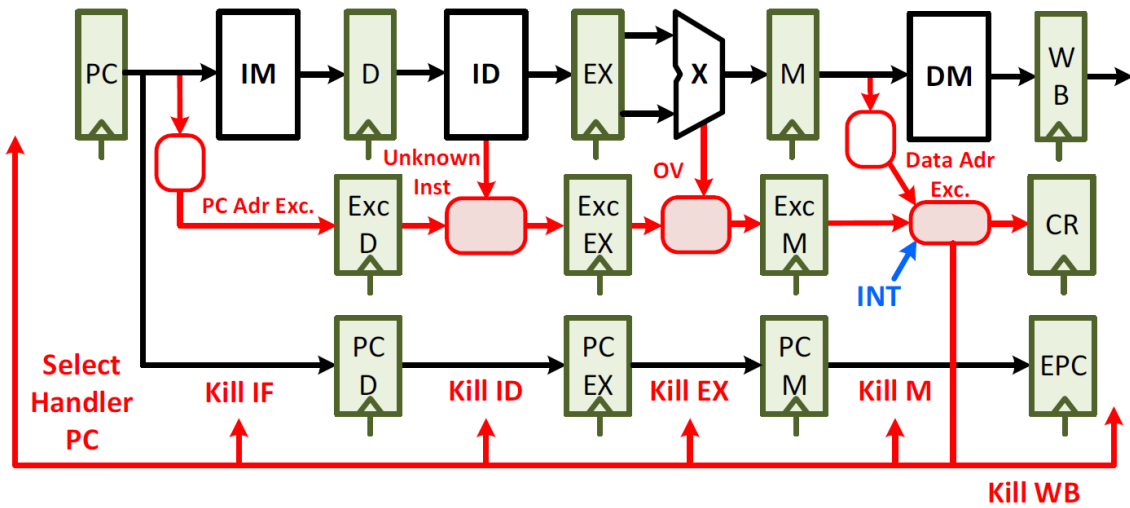 PC
IM
D
ID
EX
X
M
DM
W
B
Unknown
Inst
OV
Data Adr
Exc.
PC Adr Exc.
Exc
D
Exc
EX
Exc
M
CR
INT
PC
D
PC
EX
PC
M
EPC
Select
Handler
PC
Kill IF
Kill ID
Kill EX
Kill M
Kill WB